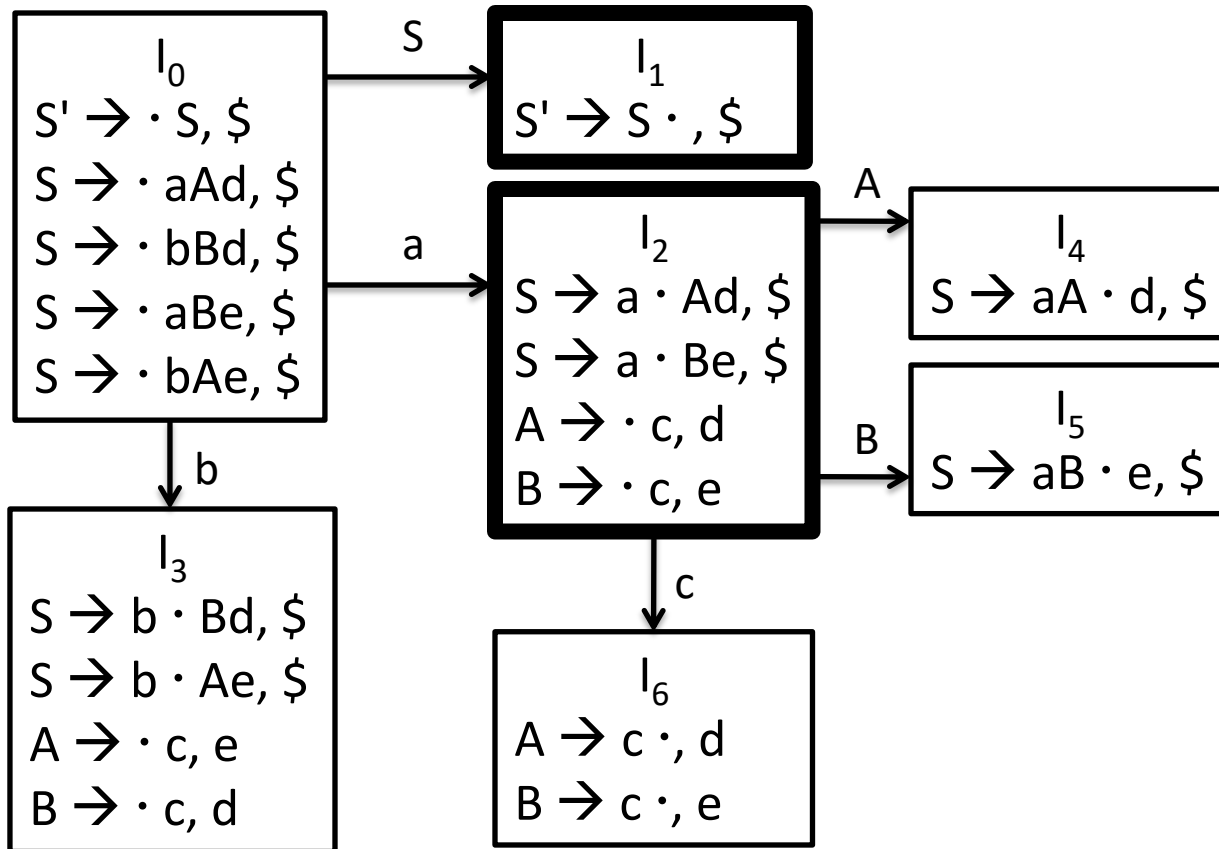 I₀
S' → · S, $
S → · aAd, $
S → · bBd, $
S → · aBe, $
S → · bAe, $
S
I₁
S' → S · , $
a
I₂
S → a · Ad, $
S → a · Be, $
A → · c, d
B → · c, e
A
I₄
S → aA · d, $
B
I₅
S → aB · e, $
b
I₃
S → b · Bd, $
S → b · Ae, $
A → · c, e
B → · c, d
c
I₆
A → c ·, d
B → c ·, e